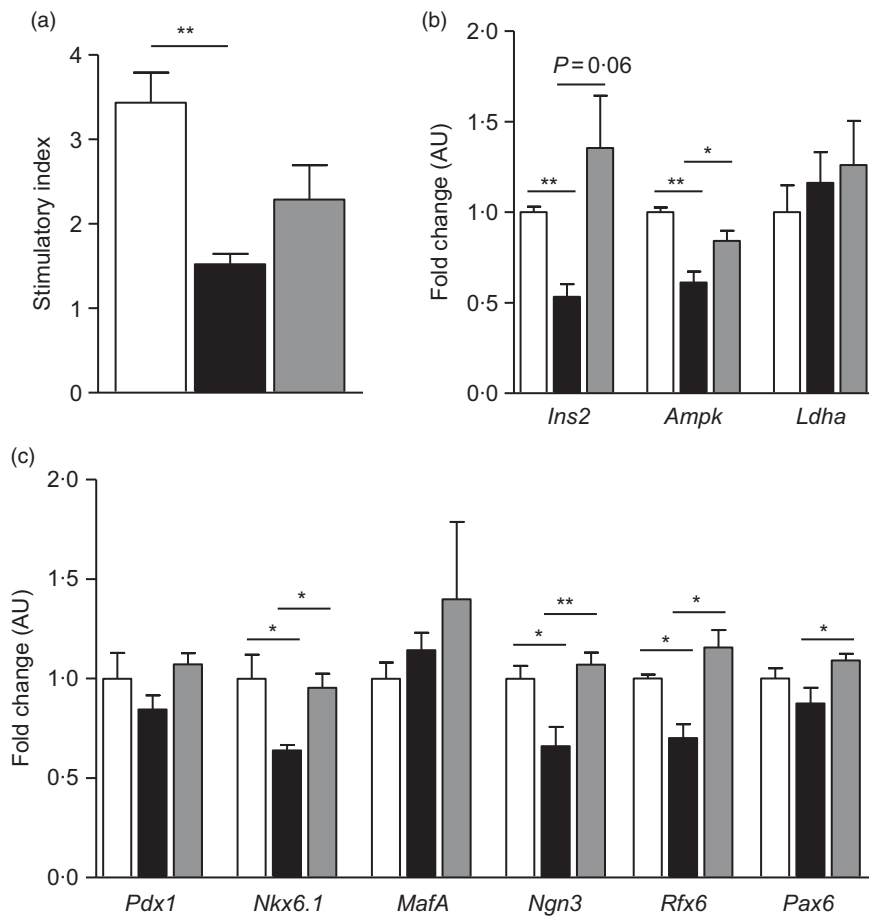 (a)
**
4
3
2
1
0
Stimulatory index
(b)
2·0
1·5
1·0
0·5
0·0
Fold change (AU)
P = 0·06
**
**
*
Ins2 Ampk Ldha
(c)
2·0
1·5
1·0
0·5
0·0
Fold change (AU)
*
*
*
**
*
*
*
Pdx1 Nkx6.1 MafA Ngn3 Rfx6 Pax6